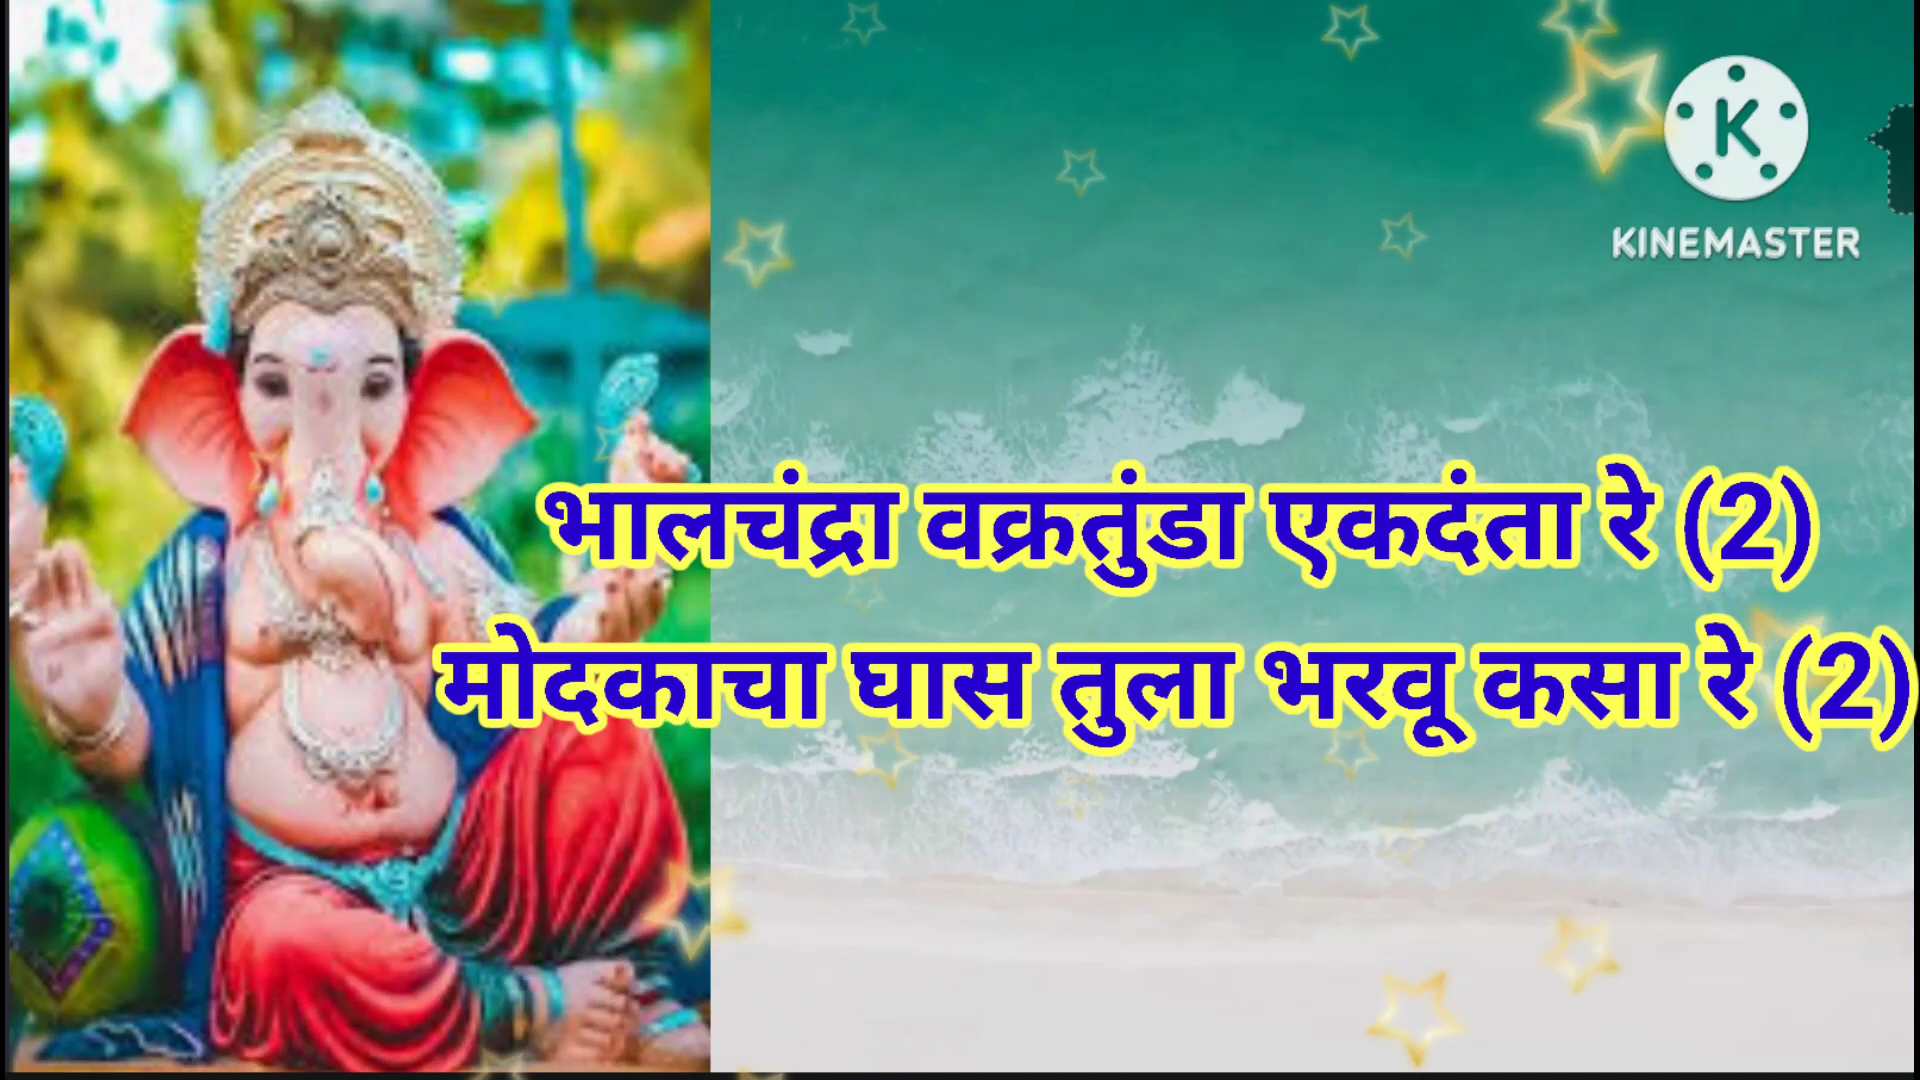 KINEMASTER
भालचंद्रा वक्रतुंडा एकदंता रे (2)
मोदकाचा घास तुला भरवू कसा रे (2)